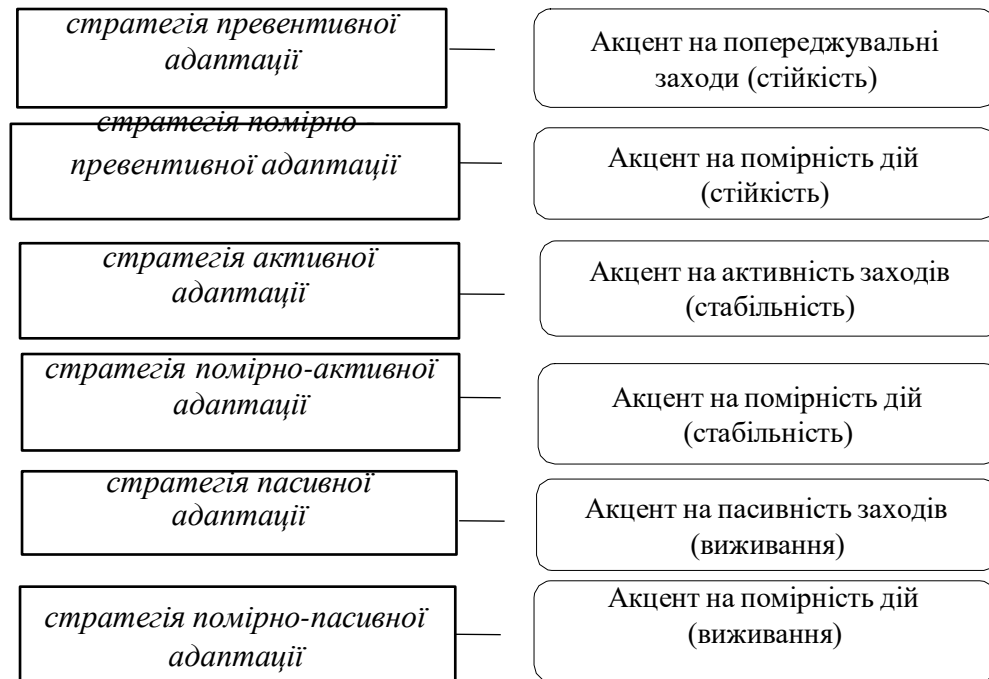 стратегія превентивної
адаптації
Акцент на попереджувальні
заходи (стійкість)
стратегія помірно -
превентивної адаптації
Акцент на помірність дій
(стійкість)
стратегія активної
адаптації
Акцент на активність заходів
(стабільність)
стратегія помірно-активної
адаптації
Акцент на помірність дій
(стабільність)
стратегія пасивної
адаптації
Акцент на пасивність заходів
(виживання)
стратегія помірно-пасивної
адаптації
Акцент на помірність дій
(виживання)